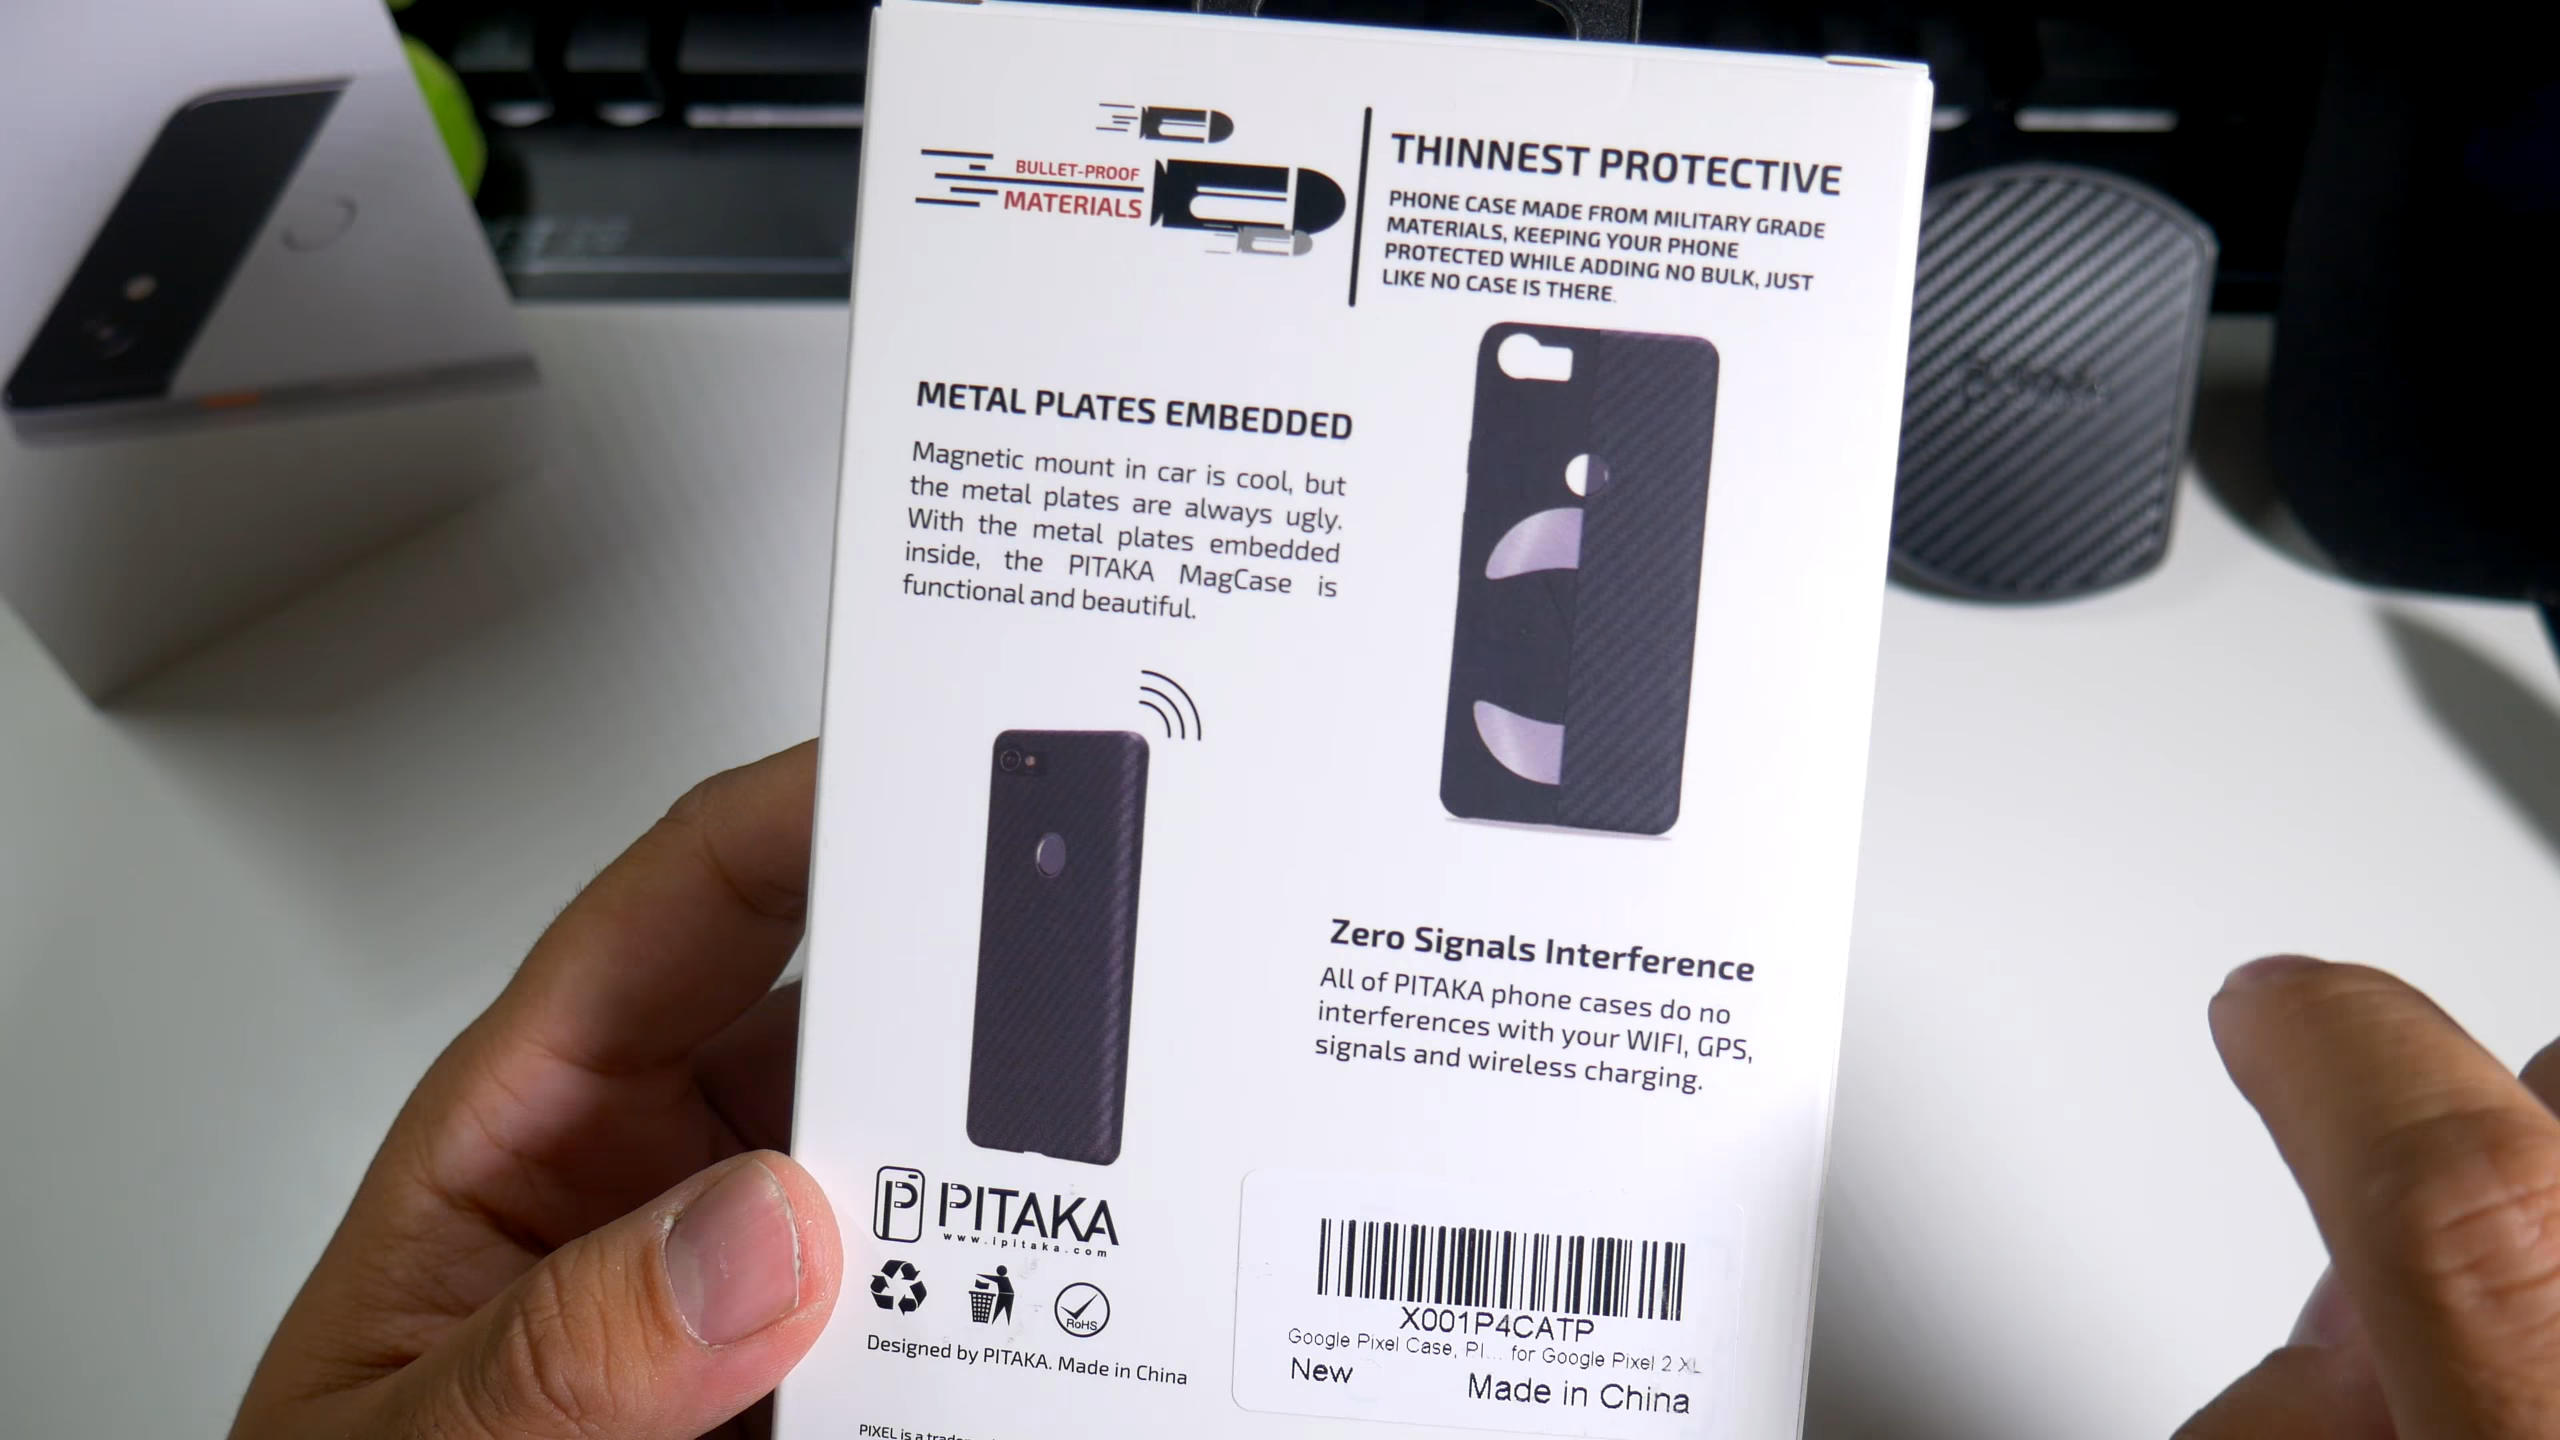 BULLET-PROOF
MATERIALS
THINNEST PROTECTIVE
PHONE CASE MADE FROM MILITARY GRADE
MATERIALS, KEEPING YOUR PHONE
PROTECTED WHILE ADDING NO BULK, JUST
LIKE NO CASE IS THERE.
METAL PLATES EMBEDDED
Magnetic mount in car is cool, but
the metal plates are always ugly.
With the metal plates embedded
inside, the PITAKA MagCase is
functional and beautiful.
Zero Signals Interference
All of PITAKA phone cases do no
interferences with your WIFI, GPS,
signals and wireless charging.
P PITAKA
www.ipitaka.com
RoHS
Designed by PITAKA. Made in China
X001P4CATP
Google Pixel Case, PI... for Google Pixel 2 XL
New
Made in China
PIXEL is a